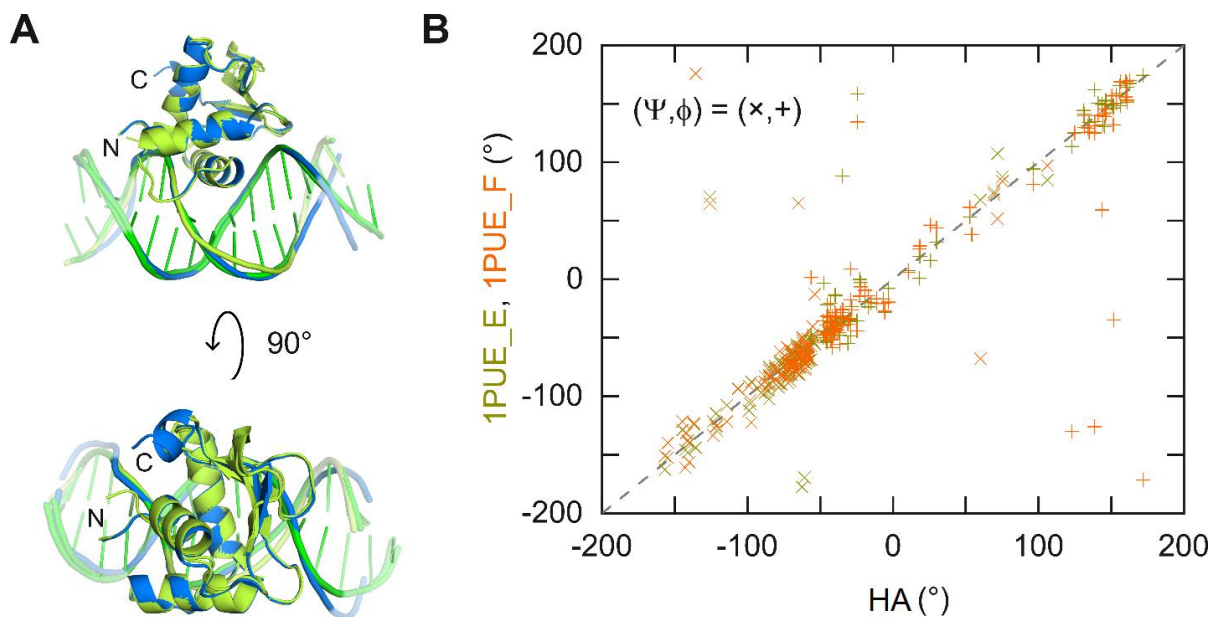 A
C
N
90°
C
N
B
1PUE_E, 1PUE_F (°)
(Ψ,ϕ) = (×,+)
200
100
0
-100
-200
-200 -100 0 100 200
HA (°)